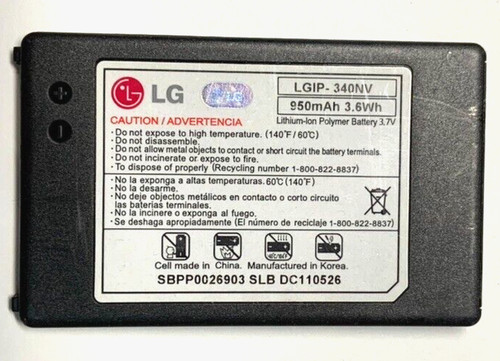 LG
LGIP- 340NV
950mAh 3.6Wh
Lithium-Ion Polymer Battery 3.7V
CAUTION / ADVERTENCIA
• Do not expose to high temperature. (140°F / 60°C)
• Do not disassemble.
• Do not allow metal objects to contact or short circuit the battery terminals.
• Do not incinerate or expose to fire.
• To dispose of properly (Recycling number 1-800-822-8837)
• No la exponga a altas temperaturas. 60°C (140°F)
• No la desarme.
• No deje objetos metálicos en contacto o corto circuito
las baterias terminals.
• No la incinere o exponga al fuego.
• Se deshaga apropiadamente (El número de reciclaje 1-800-822-8837)
Cell made in China. Manufactured in Korea.
SBPP0026903 SLB DC110526